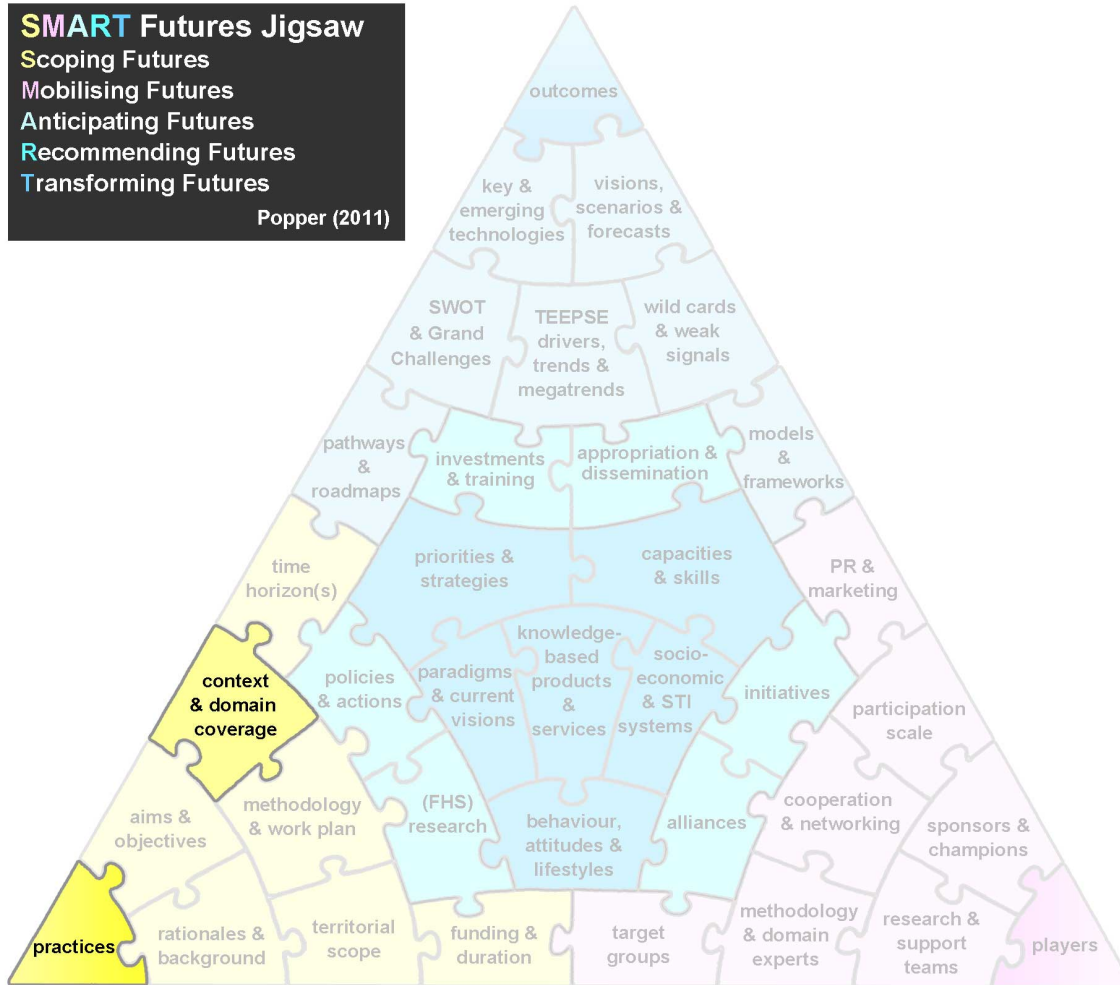 SMART Futures Jigsaw
Scoping Futures
Mobilising Futures
Anticipating Futures
Recommending Futures
Transforming Futures
Popper (2011)
outcomes
key &
emerging
technologies
visions,
scenarios &
forecasts
SWOT
& Grand
Challenges
TEEPSE
drivers,
trends &
megatrends
wild cards
& weak
signals
pathways
&
roadmaps
investments
& training
appropriation &
dissemination
models
&
frameworks
time
horizon(s)
priorities &
strategies
capacities
& skills
PR &
marketing
context
& domain
coverage
policies
& actions
paradigms
& current
visions
knowledge-
based
products
&
services
socio-
economic
& STI
systems
initiatives
participation
scale
aims &
objectives
methodology
& work plan
(FHS)
research
behaviour,
attitudes &
lifestyles
alliances
cooperation
& networking
sponsors &
champions
practices
rationales &
background
territorial
scope
funding &
duration
target
groups
methodology
& domain
experts
research &
support
teams
players